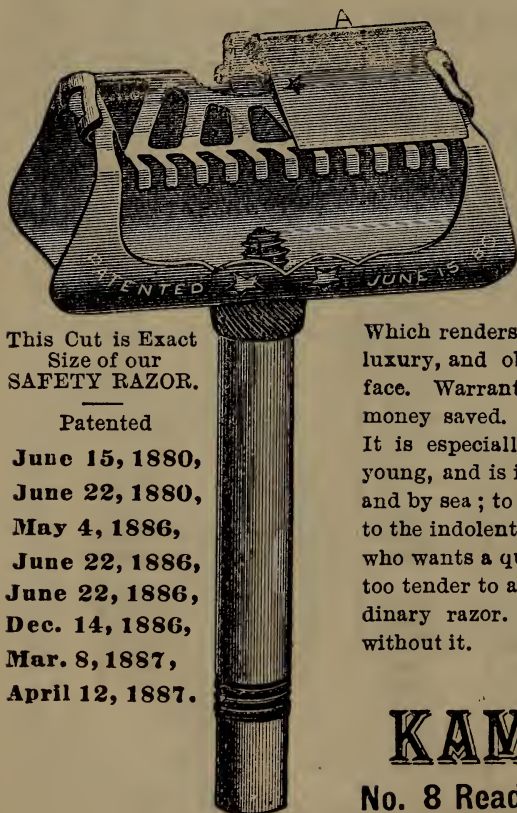 A
PATENTED JUNE 15 80
This Cut is Exact
Size of our
SAFETY RAZOR.
Patented
June 15, 1880,
June 22, 1880,
May 4, 1886,
June 22, 1886,
June 22, 1886,
Dec. 14, 1886,
Mar. 8, 1887,
April 12, 1887.
Which renders
luxury, and ol
face. Warrant
money saved.
It is especiall
young, and is i
and by sea; to
to the indolent
who wants a qu
too tender to a
dinary razor.
without it.
KAM
No. 8 Read